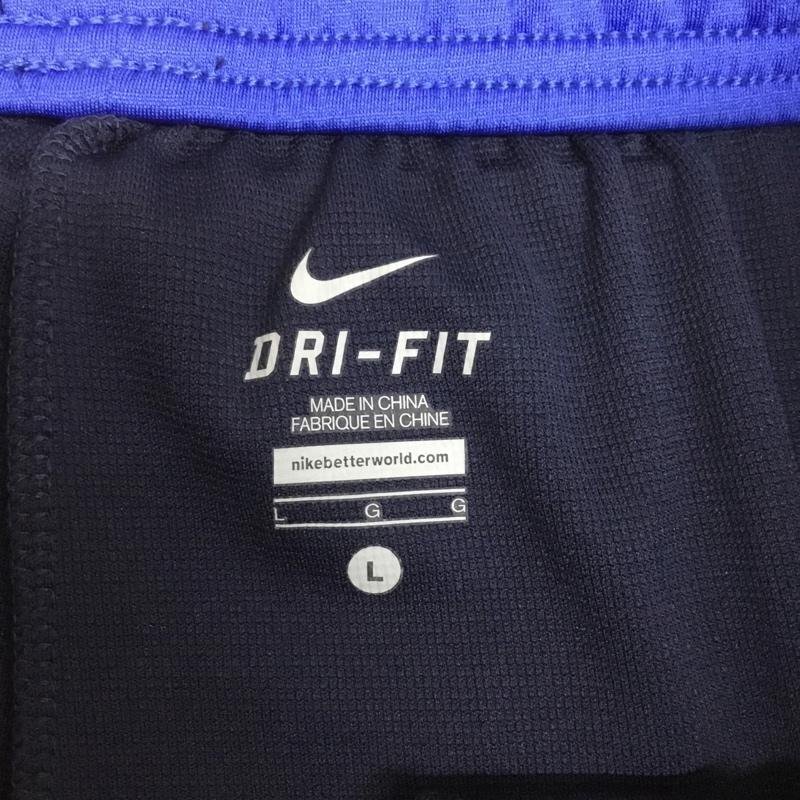 DRI-FIT
MADE IN CHINA
FABRIQUE EN CHINE
nikebetterworld.com
L G G
L